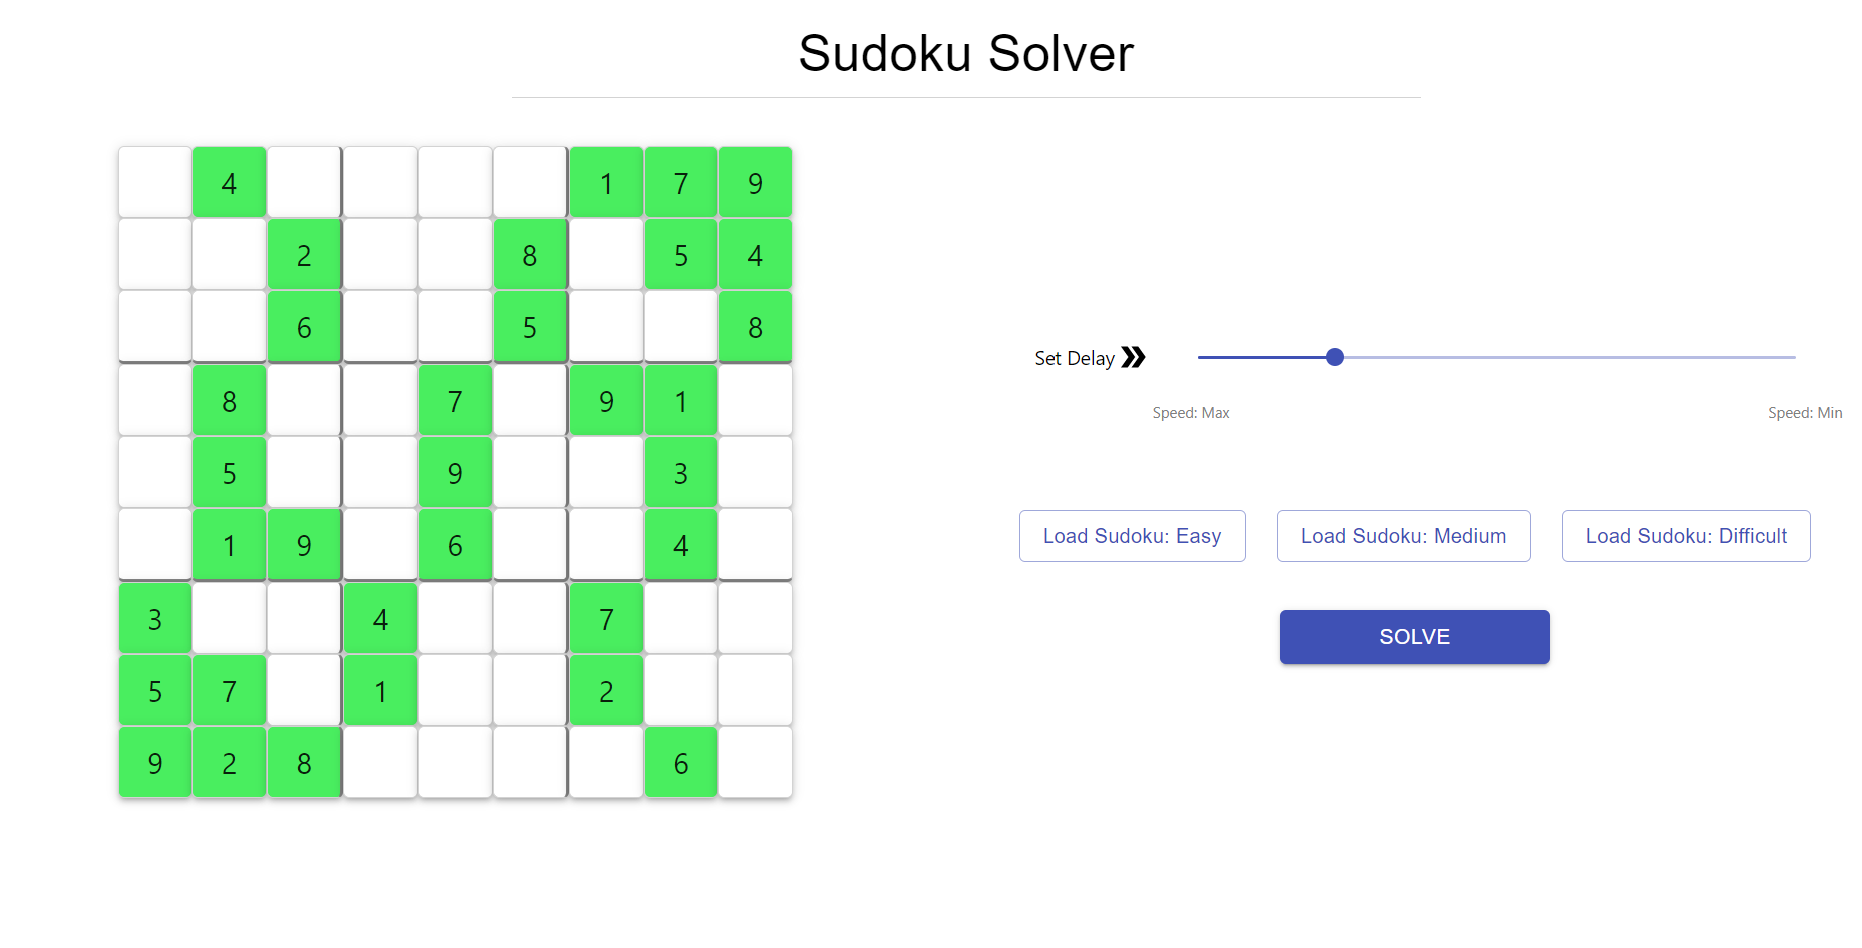 Sudoku Solver
4 1 7 9
2 8 5 4
6 5 8
8 7 9 1
5 9 3
1 9 6 4
3 4 7
5 7 1 2
9 2 8 6
Set Delay
Speed: Max Speed: Min
Load Sudoku: Easy Load Sudoku: Medium Load Sudoku: Difficult
SOLVE